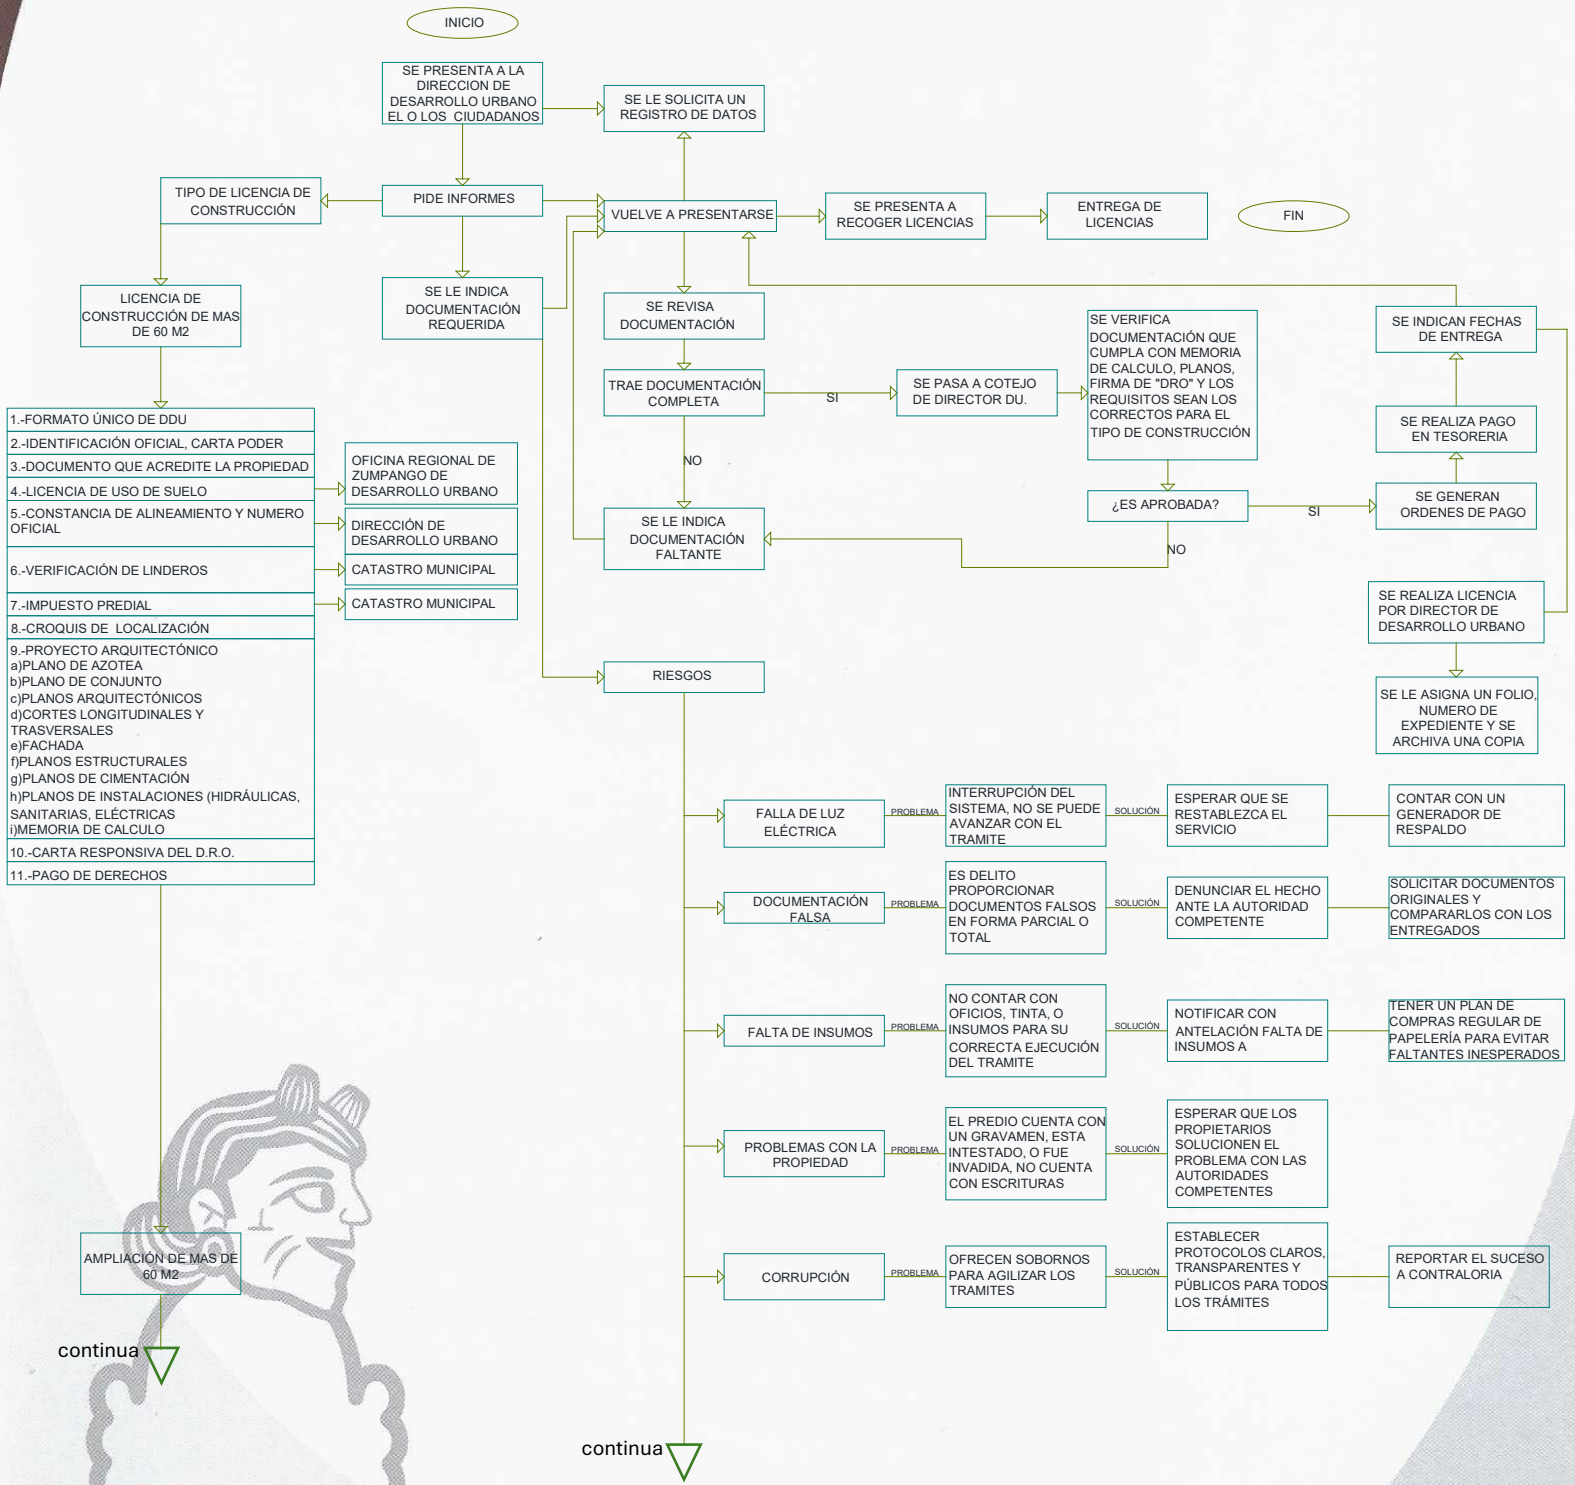 INICIO
SE PRESENTA A LA
DIRECCION DE
DESARROLLO URBANO
EL O LOS CIUDADANOS
SE LE SOLICITA UN
REGISTRO DE DATOS
TIPO DE LICENCIA DE
CONSTRUCCIÓN
PIDE INFORMES
VUELVE A PRESENTARSE
SE PRESENTA A
RECOGER LICENCIAS
ENTREGA DE
LICENCIAS
FIN
LICENCIA DE
CONSTRUCCIÓN DE MAS
DE 60 M2
SE LE INDICA
DOCUMENTACIÓN
REQUERIDA
SE REVISA
DOCUMENTACIÓN
TRAE DOCUMENTACIÓN
COMPLETA
SI
SE PASA A COTEJO
DE DIRECTOR DU.
SE VERIFICA
DOCUMENTACIÓN QUE
CUMPLA CON MEMORIA
DE CALCULO, PLANOS,
FIRMA DE "DRO" Y LOS
REQUISITOS SEAN LOS
CORRECTOS PARA EL
TIPO DE CONSTRUCCIÓN
SE INDICAN FECHAS
DE ENTREGA
SE REALIZA PAGO
EN TESORERIA
SE GENERAN
ORDENES DE PAGO
¿ES APROBADA?
SI
NO
NO
SE LE INDICA
DOCUMENTACIÓN
FALTANTE
SE REALIZA LICENCIA
POR DIRECTOR DE
DESARROLLO URBANO
SE LE ASIGNA UN FOLIO,
NUMERO DE
EXPEDIENTE Y SE
ARCHIVA UNA COPIA
1.-FORMATO ÚNICO DE DDU
2.-IDENTIFICACIÓN OFICIAL, CARTA PODER
3.-DOCUMENTO QUE ACREDITE LA PROPIEDAD
4.-LICENCIA DE USO DE SUELO
OFICINA REGIONAL DE
ZUMPANGO DE
DESARROLLO URBANO
5.-CONSTANCIA DE ALINEAMIENTO Y NUMERO
OFICIAL
DIRECCIÓN DE
DESARROLLO URBANO
6.-VERIFICACIÓN DE LINDEROS
CATASTRO MUNICIPAL
7.-IMPUESTO PREDIAL
CATASTRO MUNICIPAL
8.-CROQUIS DE LOCALIZACIÓN
9.-PROYECTO ARQUITECTÓNICO
a)PLANO DE AZOTEA
b)PLANO DE CONJUNTO
c)PLANOS ARQUITECTÓNICOS
d)CORTES LONGITUDINALES Y
TRASVERSALES
e)FACHADA
f)PLANOS ESTRUCTURALES
g)PLANOS DE CIMENTACIÓN
h)PLANOS DE INSTALACIONES (HIDRÁULICAS,
SANITARIAS, ELÉCTRICAS
i)MEMORIA DE CALCULO
10.-CARTA RESPONSIVA DEL D.R.O.
11.-PAGO DE DERECHOS
AMPLIACIÓN DE MAS DE
60 M2
continua
RIESGOS
FALLA DE LUZ
ELÉCTRICA
PROBLEMA
INTERRUPCIÓN DEL
SISTEMA, NO SE PUEDE
AVANZAR CON EL
TRAMITE
SOLUCIÓN
ESPERAR QUE SE
RESTABLEZCA EL
SERVICIO
CONTAR CON UN
GENERADOR DE
RESPALDO
DOCUMENTACIÓN
FALSA
PROBLEMA
ES DELITO
PROPORCIONAR
DOCUMENTOS FALSOS
EN FORMA PARCIAL O
TOTAL
SOLUCIÓN
DENUNCIAR EL HECHO
ANTE LA AUTORIDAD
COMPETENTE
SOLICITAR DOCUMENTOS
ORIGINALES Y
COMPARARLOS CON LOS
ENTREGADOS
FALTA DE INSUMOS
PROBLEMA
NO CONTAR CON
OFICIOS, TINTA, O
INSUMOS PARA SU
CORRECTA EJECUCIÓN
DEL TRAMITE
SOLUCIÓN
NOTIFICAR CON
ANTELACIÓN FALTA DE
INSUMOS A
TENER UN PLAN DE
COMPRAS REGULAR DE
PAPELERÍA PARA EVITAR
FALTANTES INESPERADOS
PROBLEMAS CON LA
PROPIEDAD
PROBLEMA
EL PREDIO CUENTA CON
UN GRAVAMEN, ESTA
INTESTADO, O FUE
INVADIDA, NO CUENTA
CON ESCRITURAS
SOLUCIÓN
ESPERAR QUE LOS
PROPIETARIOS
SOLUCIONEN EL
PROBLEMA CON LAS
AUTORIDADES
COMPETENTES
CORRUPCIÓN
PROBLEMA
OFRECEN SOBORNOS
PARA AGILIZAR LOS
TRAMITES
SOLUCIÓN
ESTABLECER
PROTOCOLOS CLAROS,
TRANSPARENTES Y
PÚBLICOS PARA TODOS
LOS TRÁMITES
REPORTAR EL SUCESO
A CONTRALORIA
continua